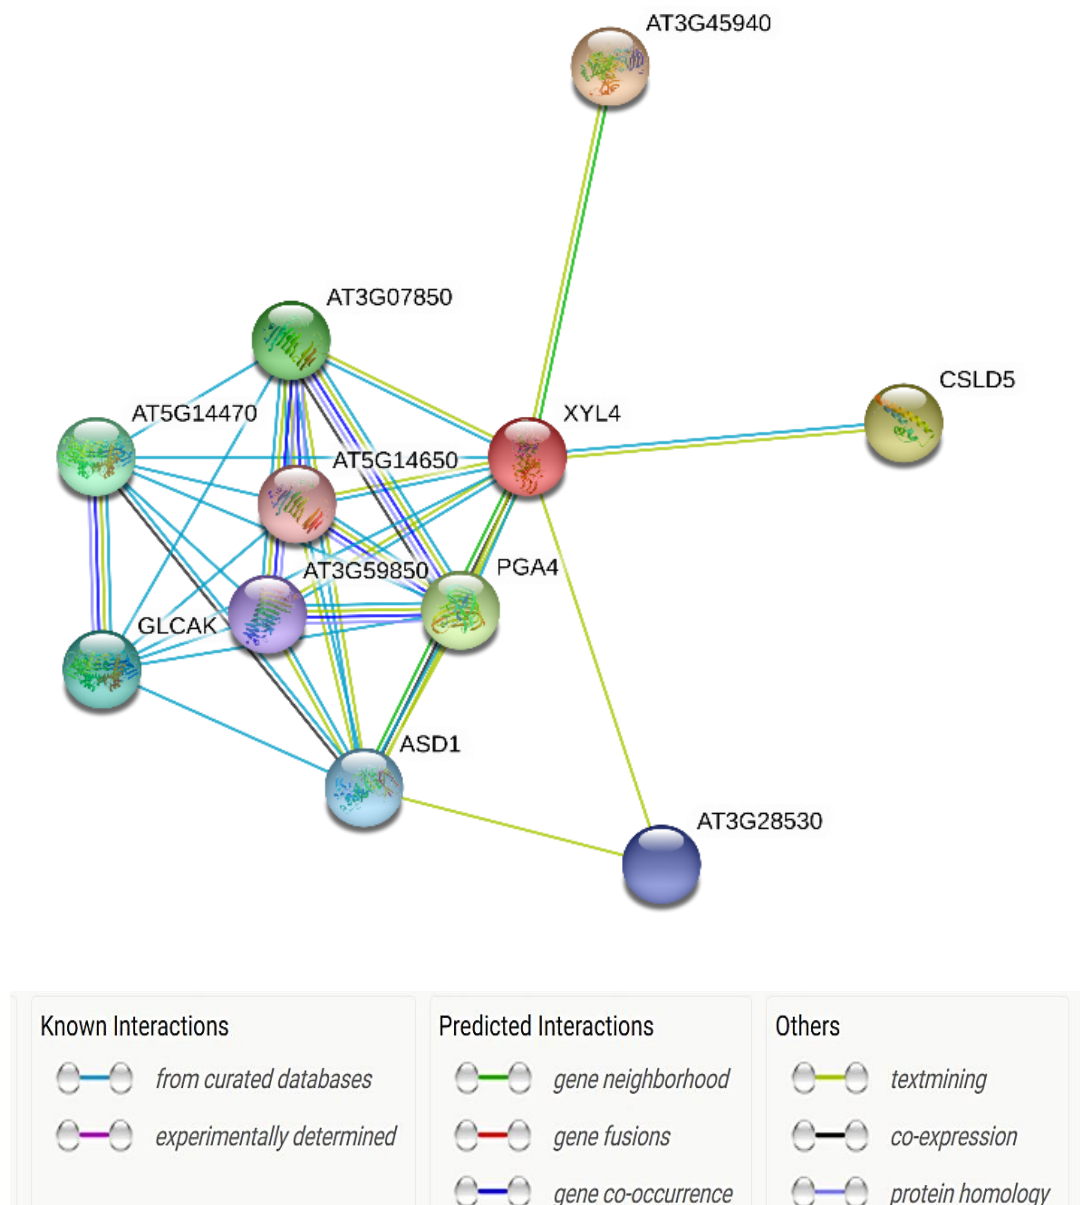 AT3G45940
AT3G07850
CSLD5
AT5G14470
XYL4
AT5G14650
AT3G59850
PGA4
GLCAK
ASD1
AT3G28530
Known Interactions
from curated databases
experimentally determined
Predicted Interactions
gene neighborhood
gene fusions
gene co-occurrence
Others
textmining
co-expression
protein homology